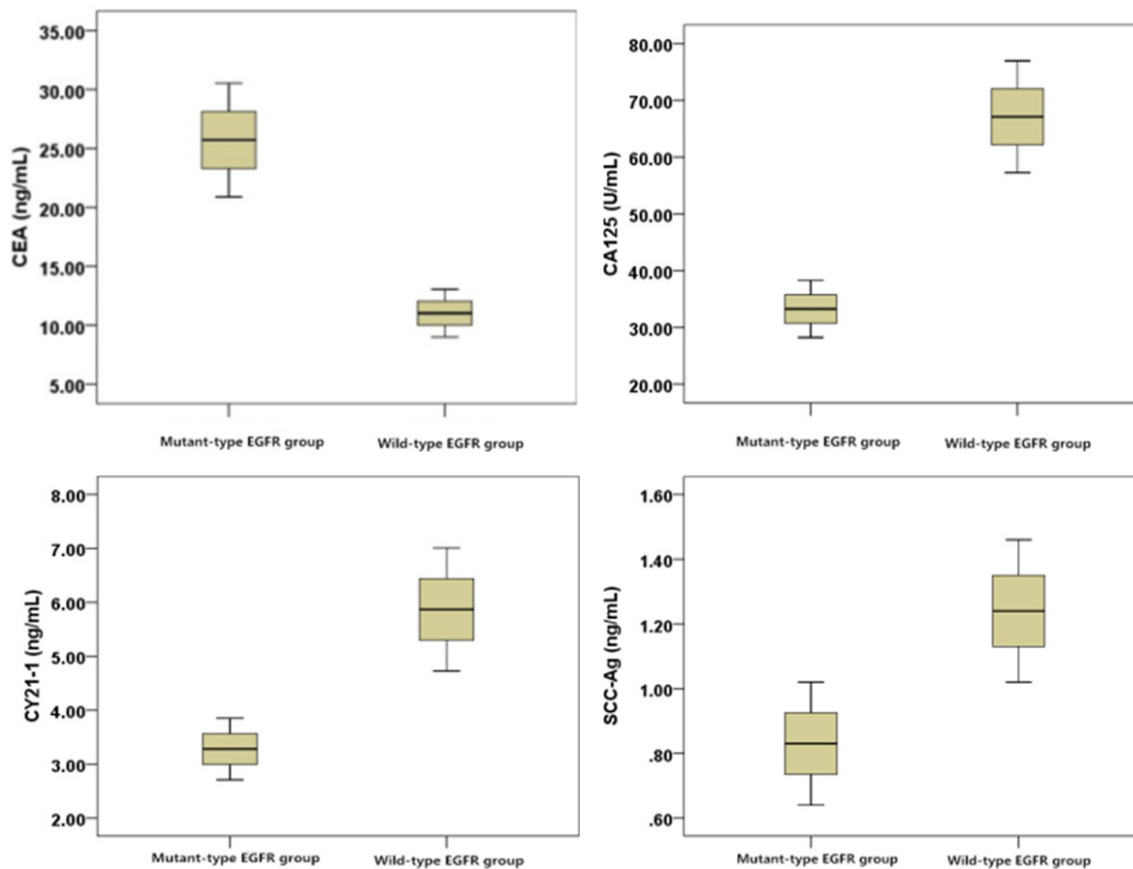 CEA (ng/mL)
35.00
30.00
25.00
20.00
15.00
10.00
5.00
Mutant-type EGFR group
Wild-type EGFR group
CA125 (U/mL)
80.00
70.00
60.00
50.00
40.00
30.00
20.00
Mutant-type EGFR group
Wild-type EGFR group
CY21-1 (ng/mL)
8.00
7.00
6.00
5.00
4.00
3.00
2.00
Mutant-type EGFR group
Wild-type EGFR group
SCC-Ag (ng/mL)
1.60
1.40
1.20
1.00
.80
.60
Mutant-type EGFR group
Wild-type EGFR group